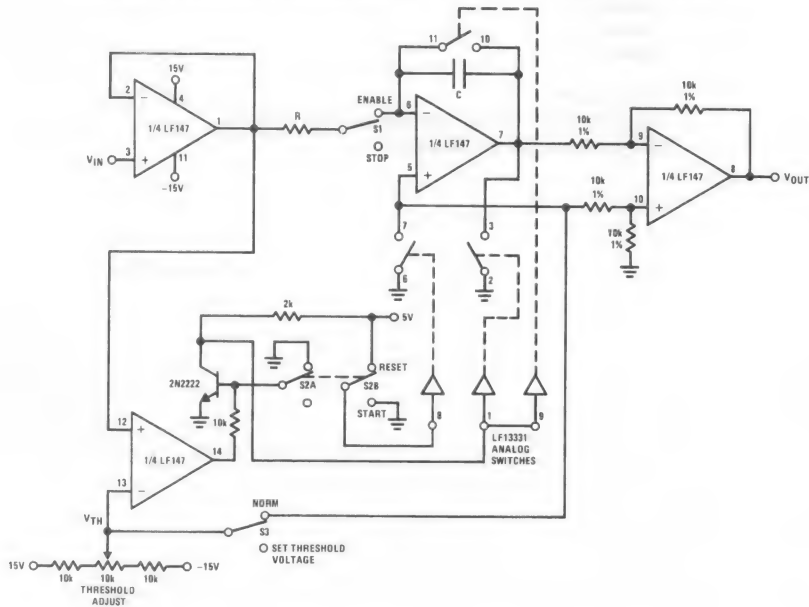 15V
2
4
1/4 LF147
1
VIN
3
11
-15V
R
ENABLE
S1
STOP
11
10
C
6
1/4 LF147
7
5
10k
1%
10k
1%
9
1/4 LF147
8
VOUT
10k
1%
10
10k
1%
7
6
3
2
2k
5V
2N2222
S2A
RESET
S2B
START
10k
8
1
9
LF13331
ANALOG
SWITCHES
12
1/4 LF147
14
13
VTH
NORM
S3
SET THRESHOLD
VOLTAGE
15V
10k
10k
10k
-15V
THRESHOLD
ADJUST